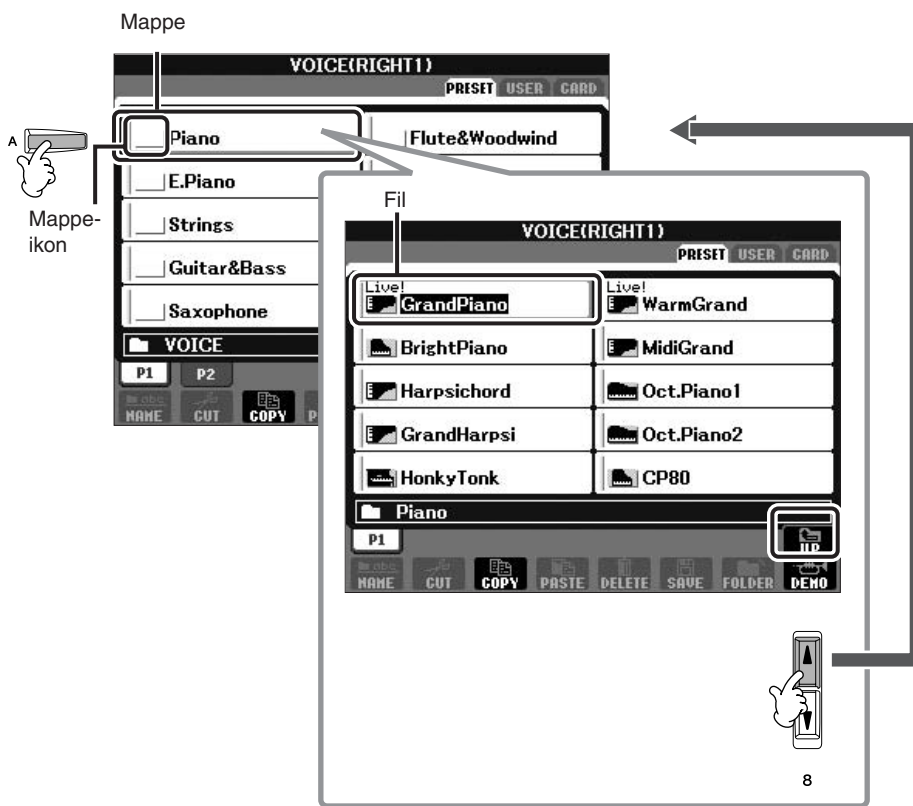 Mappe
VOICE(RIGHT1)
PRESET USER CARD
A
Piano
Flute&Woodwind
E.Piano
Mappe-
ikon
Strings
Guitar&Bass
Saxophone
VOICE
P1 P2
NAME CUT COPY P
Fil
VOICE(RIGHT1)
PRESET USER CARD
Live!
GrandPiano
Live!
WarmGrand
BrightPiano
MidiGrand
Harpsichord
Oct.Piano1
GrandHarpsi
Oct.Piano2
HonkyTonk
CP80
Piano
P1
UP
NAME CUT COPY PASTE DELETE SAVE FOLDER DEMO
8